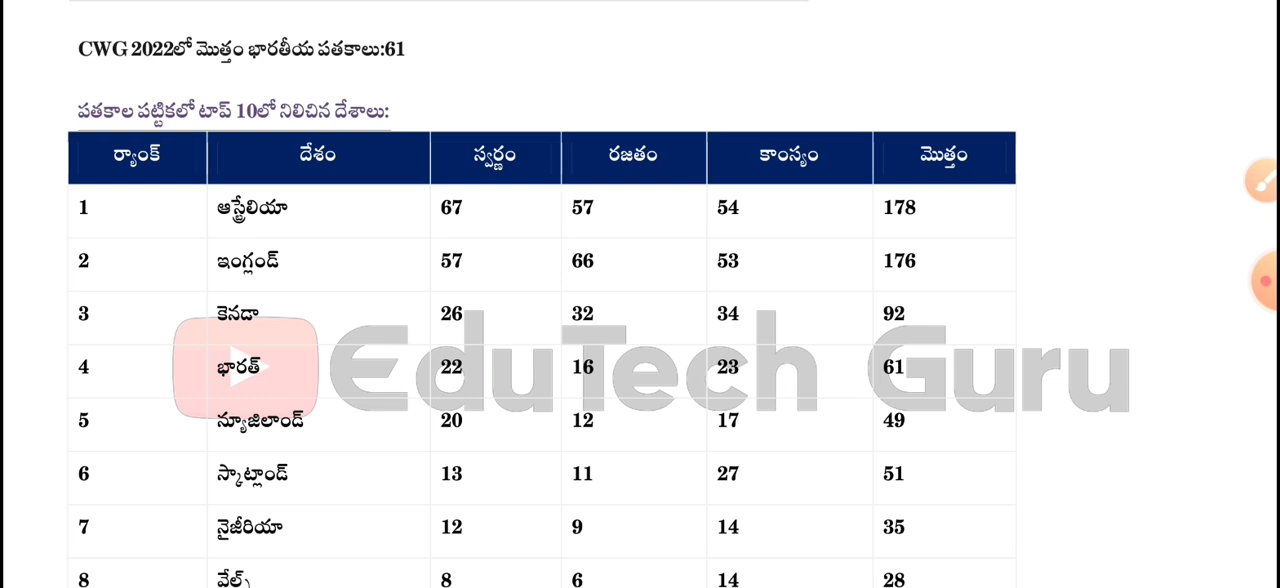 CWG 2022లో మొత్తం భారతీయ పతకాలు:61
పతకాల పట్టికలో టాప్ 10లో నిలిచిన దేశాలు:
ర్యాంక్ దేశం స్వర్ణం రజతం కాంస్యం మొత్తం
1 ఆస్ట్రేలియా 67 57 54 178
2 ఇంగ్లండ్ 57 66 53 176
3 కెనడా 26 32 34 92
4 భారత్ 22 16 23 61
5 న్యూజిలాండ్ 20 12 17 49
6 స్కాట్లాండ్ 13 11 27 51
7 నైజీరియా 12 9 14 35
8 వేల్స్ 8 6 14 28
EduTech Guru